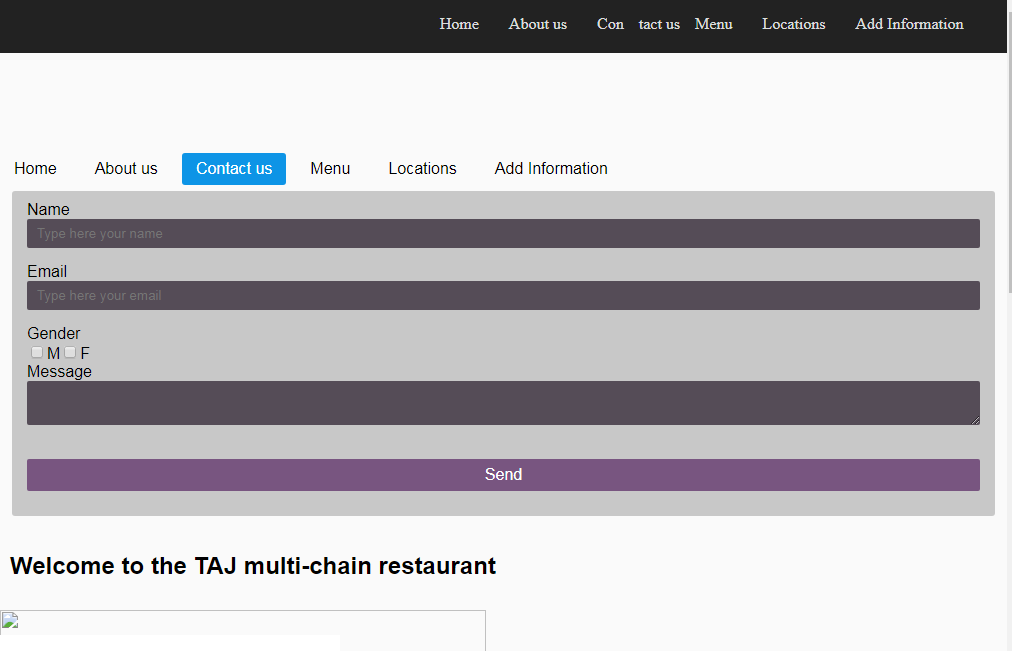 Home About us Con tact us Menu Locations Add Information
Home About us Contact us Menu Locations Add Information
Name
Type here your name
Email
Type here your email
Gender
M F
Message
Send
Welcome to the TAJ multi-chain restaurant